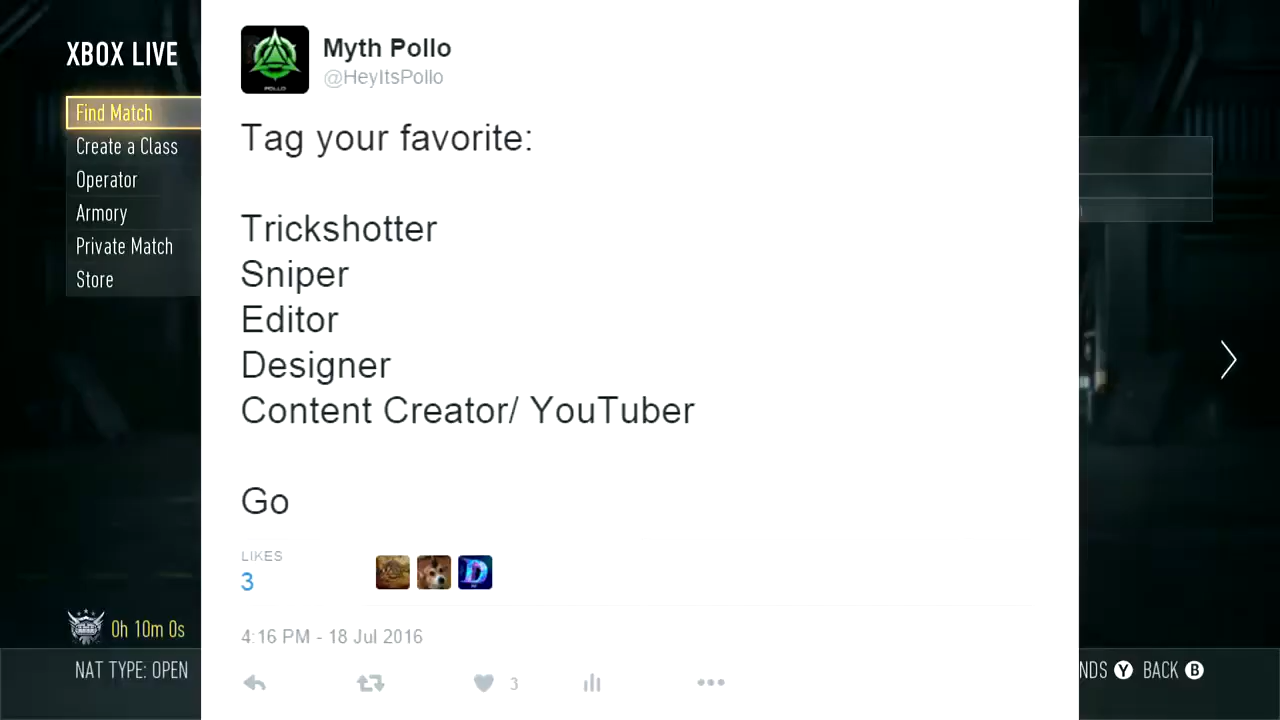 XBOX LIVE
Find Match
Create a Class
Operator
Armory
Private Match
Store
0h 10m 0s
NAT TYPE: OPEN
POLLO
Myth Pollo
@HeyItsPollo
Tag your favorite:
Trickshotter
Sniper
Editor
Designer
Content Creator/ YouTuber
Go
LIKES
3
D
4:16 PM - 18 Jul 2016
3
NDS Y BACK B